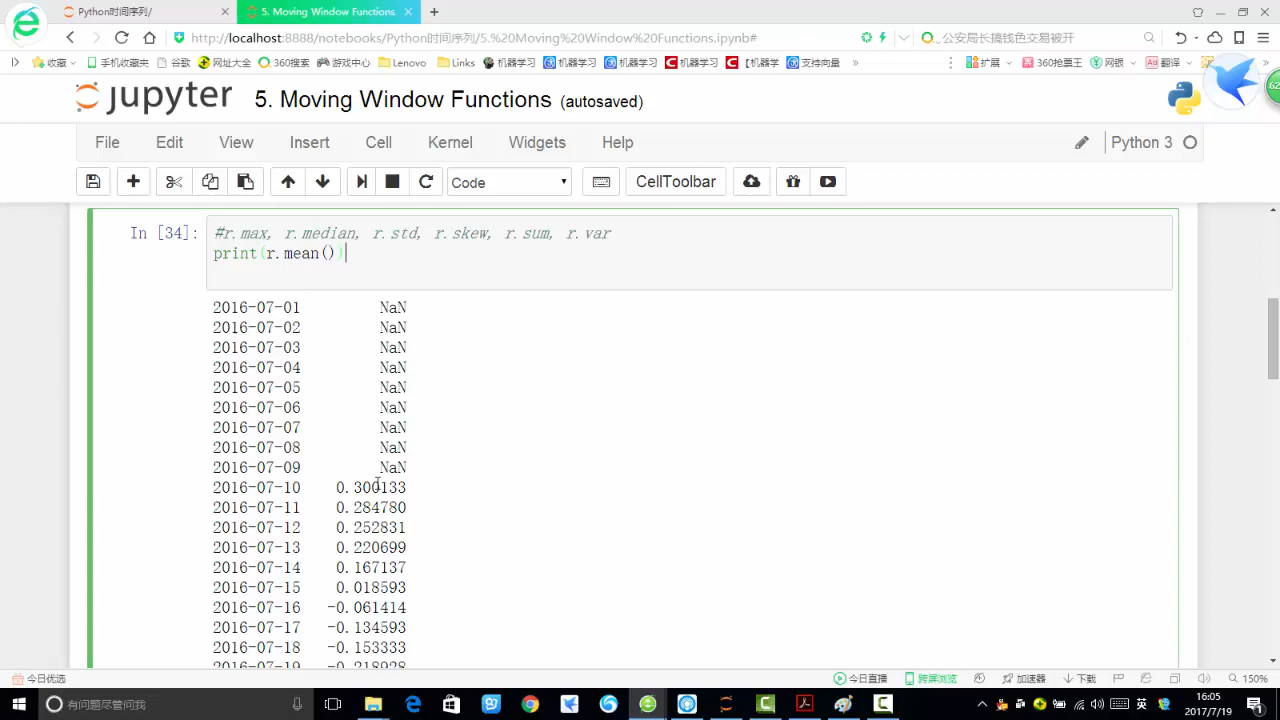 Python时间序列/
5. Moving Window Functions
http://localhost:8888/notebooks/Python时间序列/5.%20Moving%20Window%20Functions.ipynb#
_公安局长搞钱色交易被开
收藏 手机收藏夹 谷歌 网址大全 360搜索 游戏中心 Lenovo Links 机器学习 机器学习 机器学习 机器学习 【机器学 支持向量 » 扩展 360抢票王 网银 翻译 »
jupyter 5. Moving Window Functions (autosaved)
62
File Edit View Insert Cell Kernel Widgets Help Python 3
Code CellToolbar
In [34]: #r.max, r.median, r.std, r.skew, r.sum, r.var
print(r.mean())
2016-07-01 NaN
2016-07-02 NaN
2016-07-03 NaN
2016-07-04 NaN
2016-07-05 NaN
2016-07-06 NaN
2016-07-07 NaN
2016-07-08 NaN
2016-07-09 NaN
2016-07-10 0.300133
2016-07-11 0.284780
2016-07-12 0.252831
2016-07-13 0.220699
2016-07-14 0.167137
2016-07-15 0.018593
2016-07-16 -0.061414
2016-07-17 -0.134593
2016-07-18 -0.153333
2016-07-19 -0.218928
今日优选 今日直播 跨屏浏览 加速器 下载 150%
有问题尽管问我 英 16:05
2017/7/19